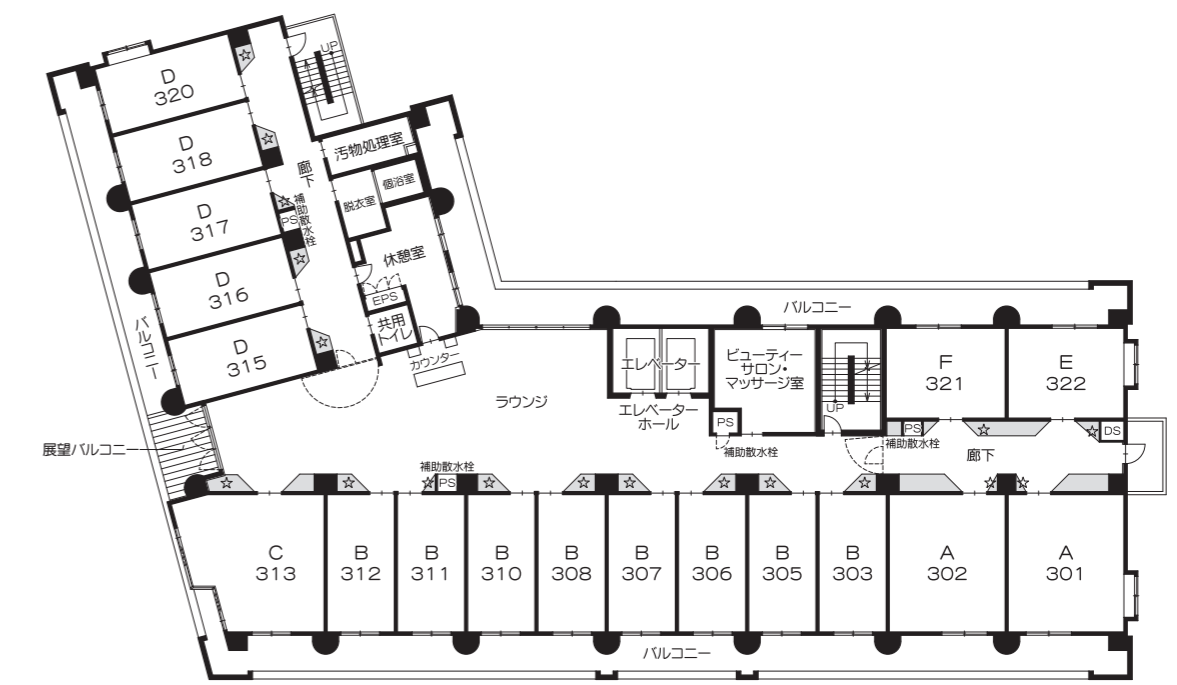 UP
D
320
D
318
D
317
D
316
D
315
汚物処理室
個浴室
脱衣室
廊下
補助散水栓
PS
休憩室
EPS
共用
トイレ
カウンター
バルコニー
展望バルコニー
ラウンジ
バルコニー
エレベーター
エレベーター
ホール
ビューティー
サロン・
マッサージ室
PS
補助散水栓
UP
F
321
E
322
PS
補助散水栓
DS
廊下
補助散水栓
PS
C
313
B
312
B
311
B
310
B
308
B
307
B
306
B
305
B
303
A
302
A
301
バルコニー